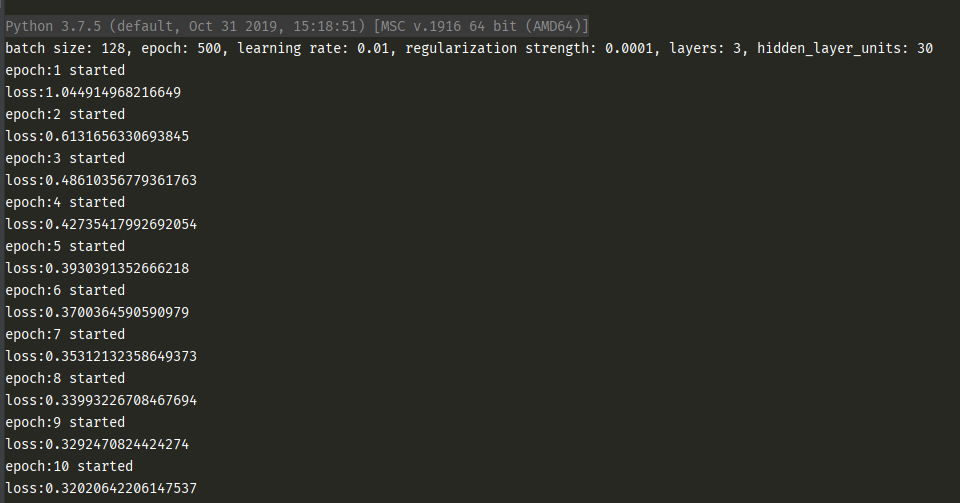 Python 3.7.5 (default, Oct 31 2019, 15:18:51) [MSC v.1916 64 bit (AMD64)]
batch size: 128, epoch: 500, learning rate: 0.01, regularization strength: 0.0001, layers: 3, hidden_layer_units: 30
epoch:1 started
loss:1.044914968216649
epoch:2 started
loss:0.6131656330693845
epoch:3 started
loss:0.48610356779361763
epoch:4 started
loss:0.42735417992692054
epoch:5 started
loss:0.3930391352666218
epoch:6 started
loss:0.3700364590590979
epoch:7 started
loss:0.35312132358649373
epoch:8 started
loss:0.33993226708467694
epoch:9 started
loss:0.3292470824424274
epoch:10 started
loss:0.32020642206147537